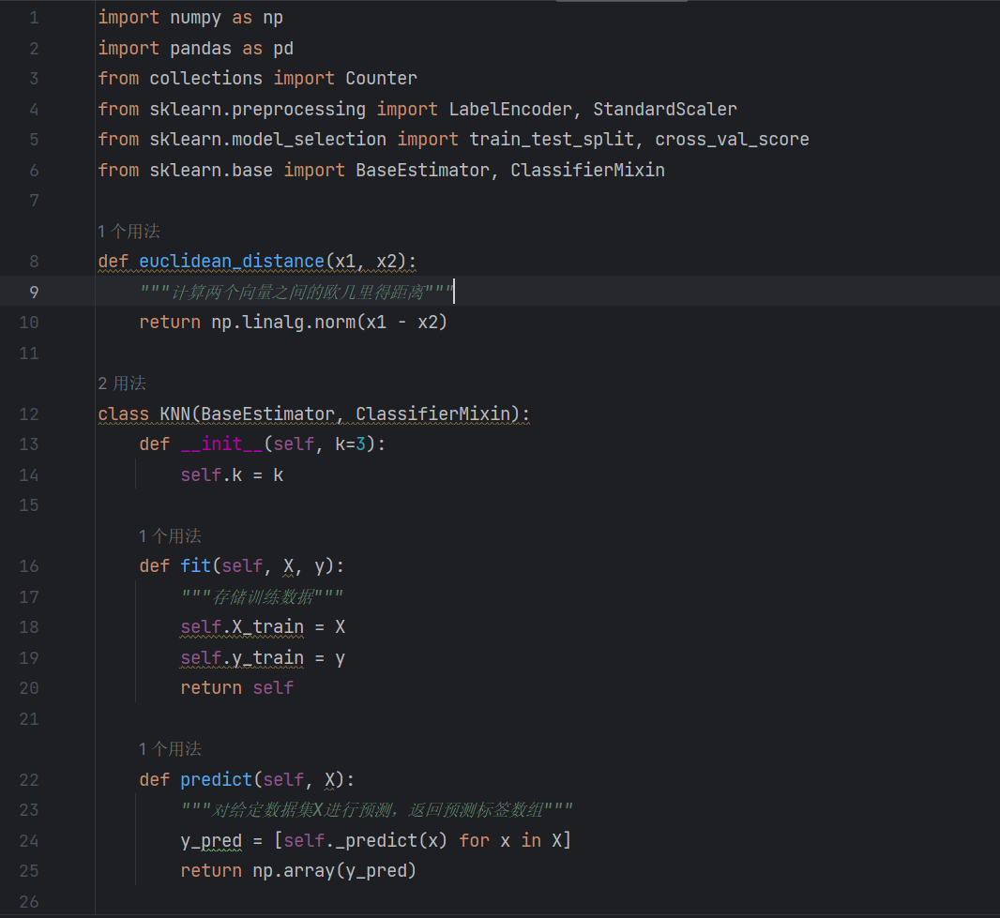 1 import numpy as np
2 import pandas as pd
3 from collections import Counter
4 from sklearn.preprocessing import LabelEncoder, StandardScaler
5 from sklearn.model_selection import train_test_split, cross_val_score
6 from sklearn.base import BaseEstimator, ClassifierMixin
7
1 个用法
8 def euclidean_distance(x1, x2):
9     """计算两个向量之间的欧几里得距离"""
10     return np.linalg.norm(x1 - x2)
11
2 用法
12 class KNN(BaseEstimator, ClassifierMixin):
13     def __init__(self, k=3):
14         self.k = k
15
1 个用法
16     def fit(self, X, y):
17         """存储训练数据"""
18         self.X_train = X
19         self.y_train = y
20         return self
21
1 个用法
22     def predict(self, X):
23         """对给定数据集X进行预测，返回预测标签数组"""
24         y_pred = [self._predict(x) for x in X]
25         return np.array(y_pred)
26